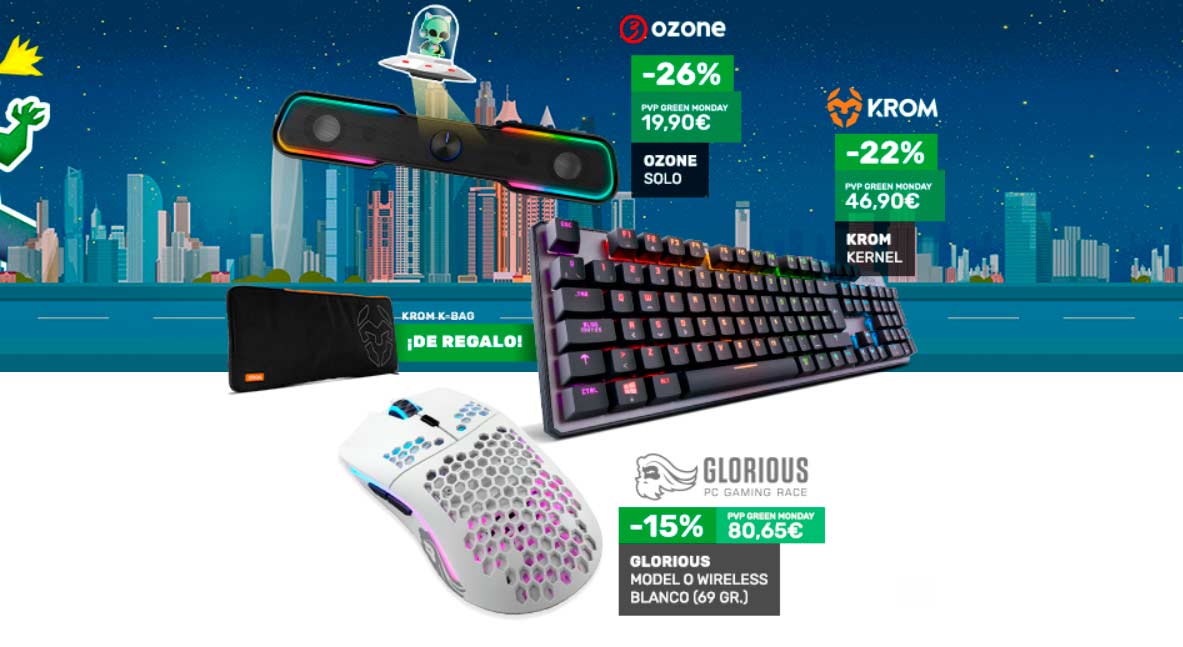 ozone
-26%
PVP GREEN MONDAY
19,90€
OZONE
SOLO
KROM
-22%
PVP GREEN MONDAY
46,90€
KROM
KERNEL
KROM K-BAG
¡DE REGALO!
GLORIOUS
PC GAMING RACE
-15%
PVP GREEN MONDAY
80,65€
GLORIOUS
MODEL O WIRELESS
BLANCO (69 GR.)